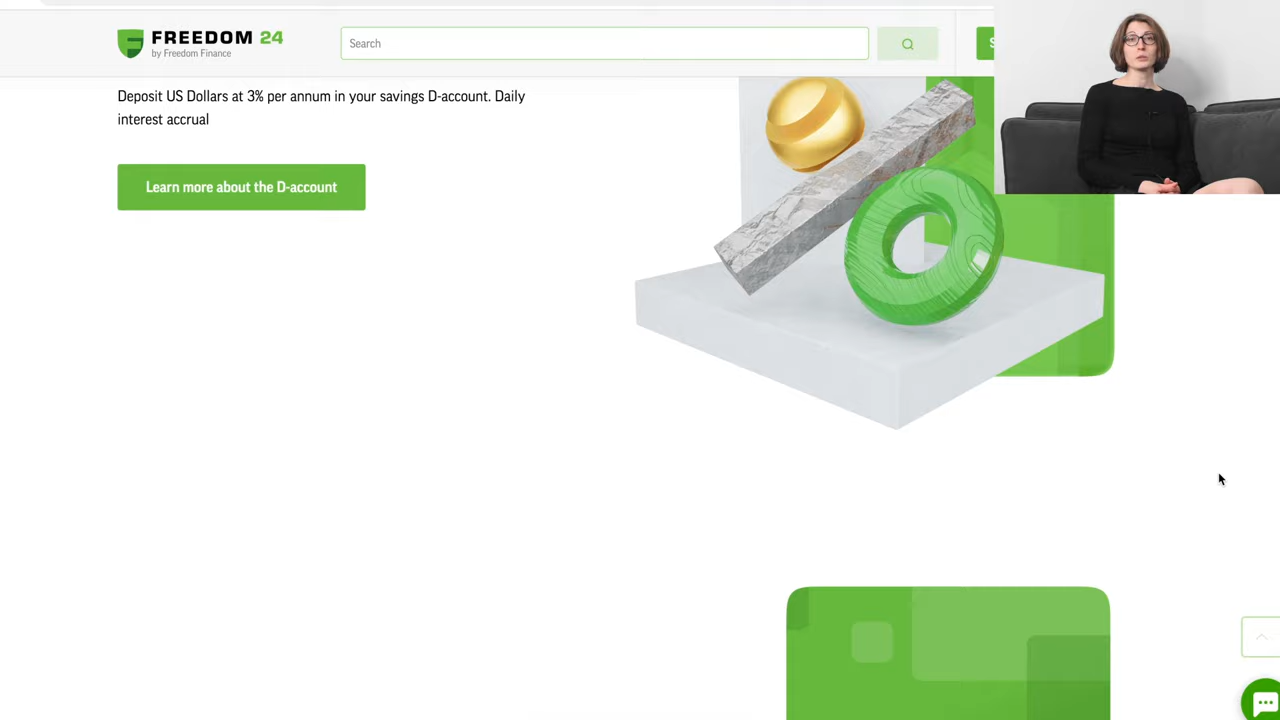 FREEDOM 24
by Freedom Finance
Search
S
Deposit US Dollars at 3% per annum in your savings D-account. Daily
interest accrual
Learn more about the D-account